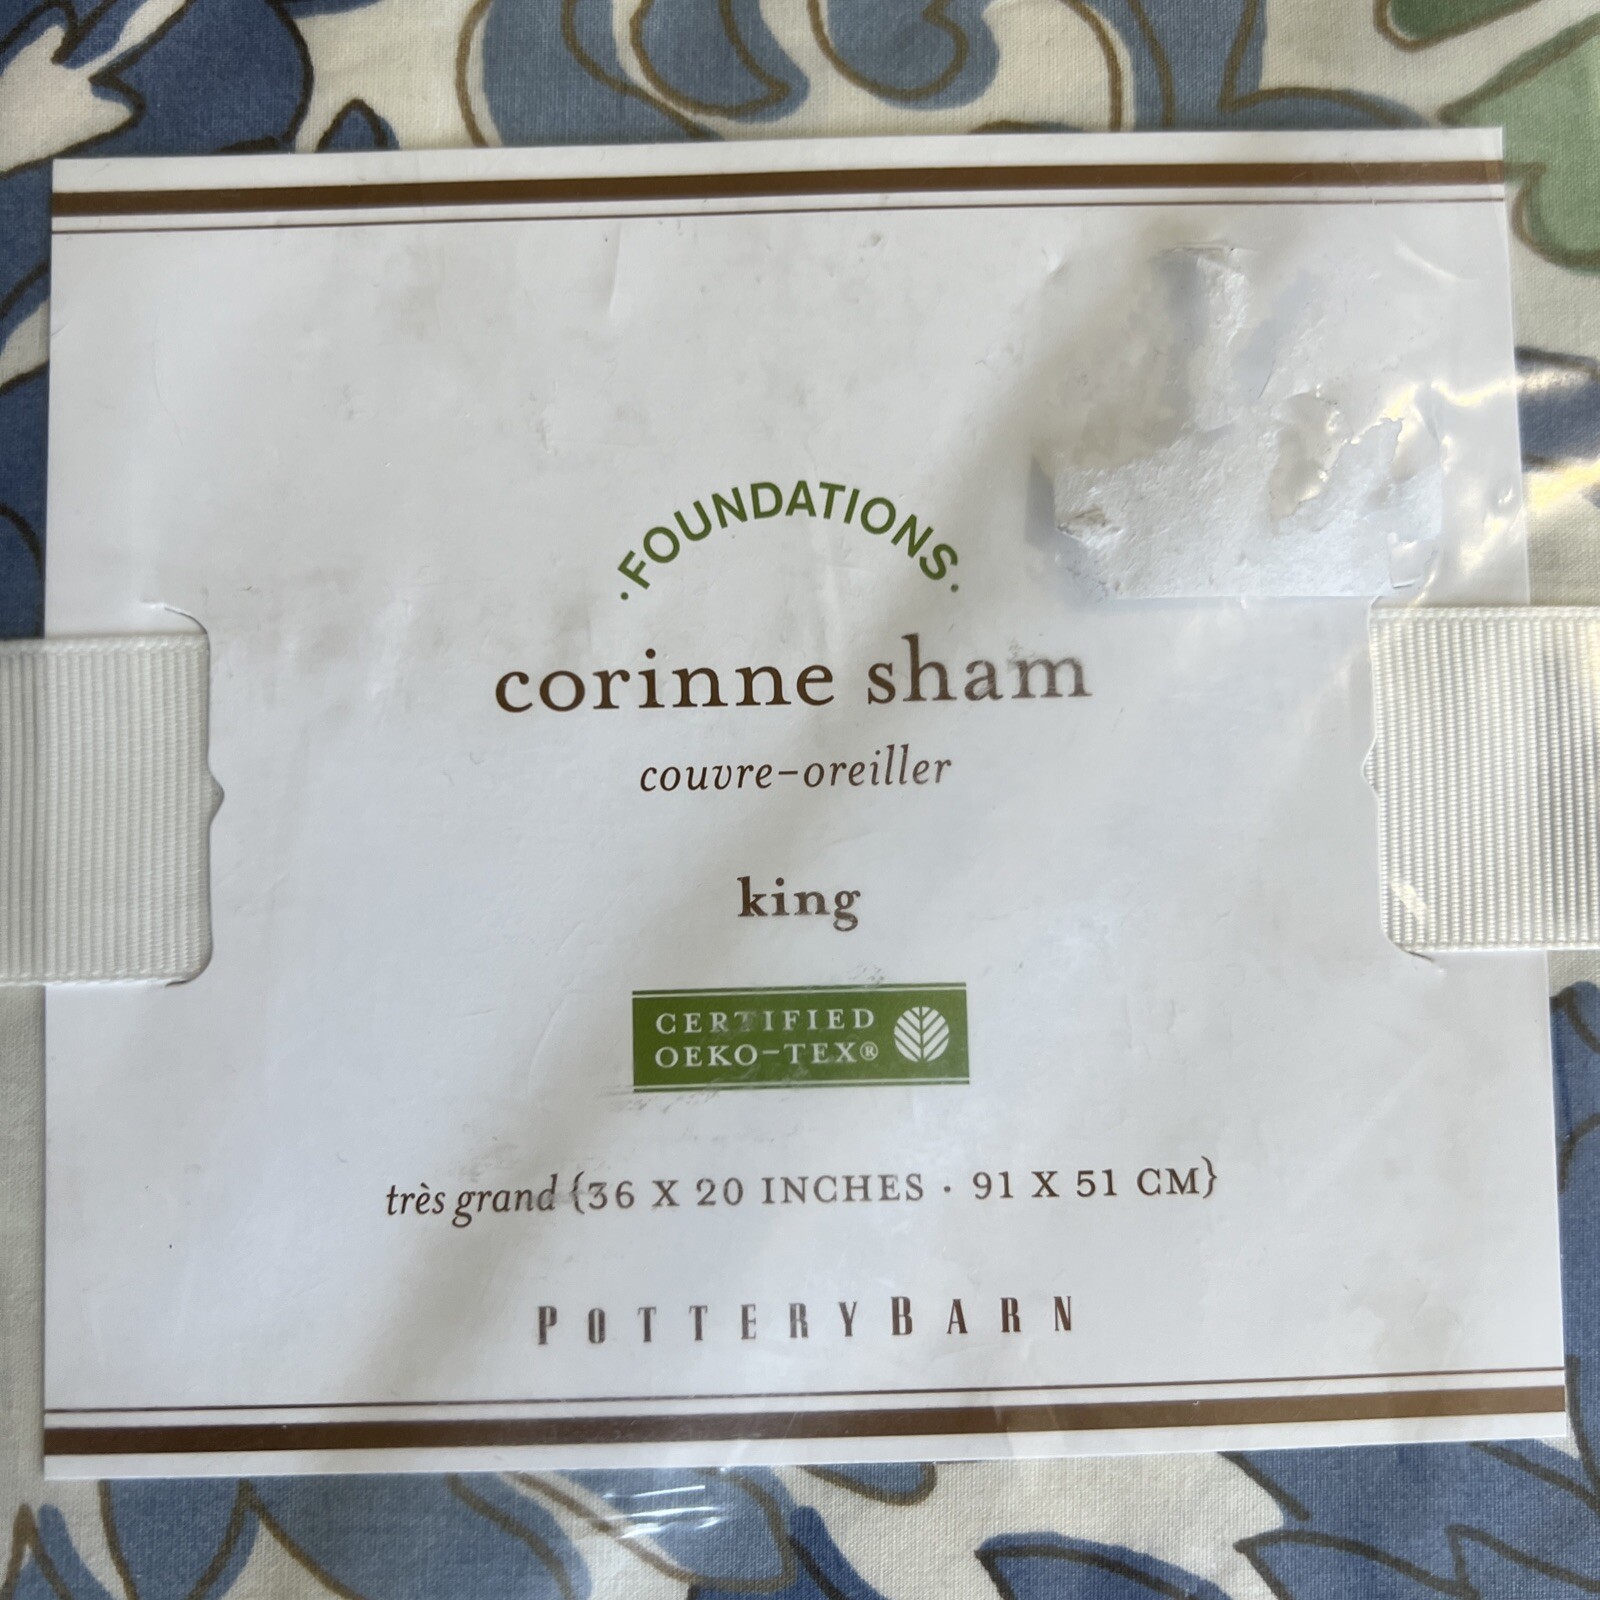 ·FOUNDATIONS·
corinne sham
couvre-oreiller
king
CERTIFIED
OEKO-TEX®
très grand {36 X 20 INCHES · 91 X 51 CM}
POTTERYBARN